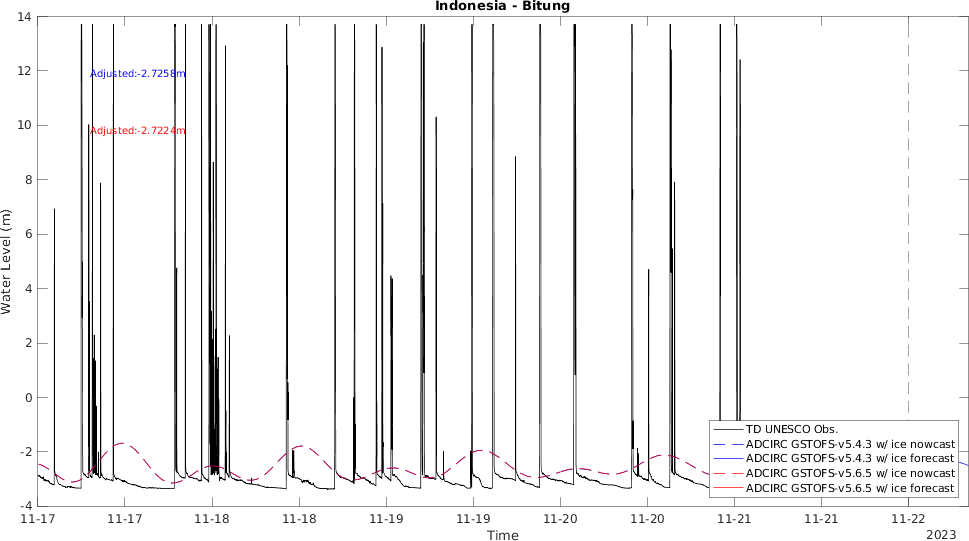 Indonesia - Bitung
14
12
10
8
6
4
2
0
-2
-4
Water Level (m)
Adjusted:-2.7258m
Adjusted:-2.7224m
TD UNESCO Obs.
ADCIRC GSTOFS-v5.4.3 w/ ice nowcast
ADCIRC GSTOFS-v5.4.3 w/ ice forecast
ADCIRC GSTOFS-v5.6.5 w/ ice nowcast
ADCIRC GSTOFS-v5.6.5 w/ ice forecast
11-17 11-17 11-18 11-18 11-19 11-19 11-20 11-20 11-21 11-21 11-22
Time
2023